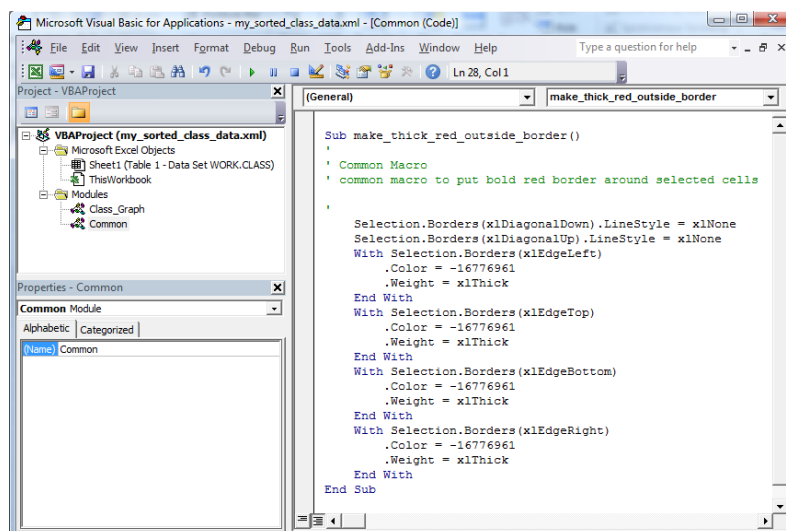 Microsoft Visual Basic for Applications - my_sorted_class_data.xml - [Common (Code)]
File Edit View Insert Format Debug Run Tools Add-Ins Window Help Type a question for help
Ln 28, Col 1
Project - VBAProject
(General) make_thick_red_outside_border
VBAProject (my_sorted_class_data.xml)
Microsoft Excel Objects
Sheet1 (Table 1 - Data Set WORK.CLASS)
ThisWorkbook
Modules
Class_Graph
Common
Properties - Common
Common Module
Alphabetic Categorized
(Name) Common
Sub make_thick_red_outside_border()
'
' Common Macro
' common macro to put bold red border around selected cells
'
Selection.Borders(xlDiagonalDown).LineStyle = xlNone
Selection.Borders(xlDiagonalUp).LineStyle = xlNone
With Selection.Borders(xlEdgeLeft)
.Color = -16776961
.Weight = xlThick
End With
With Selection.Borders(xlEdgeTop)
.Color = -16776961
.Weight = xlThick
End With
With Selection.Borders(xlEdgeBottom)
.Color = -16776961
.Weight = xlThick
End With
With Selection.Borders(xlEdgeRight)
.Color = -16776961
.Weight = xlThick
End With
End Sub